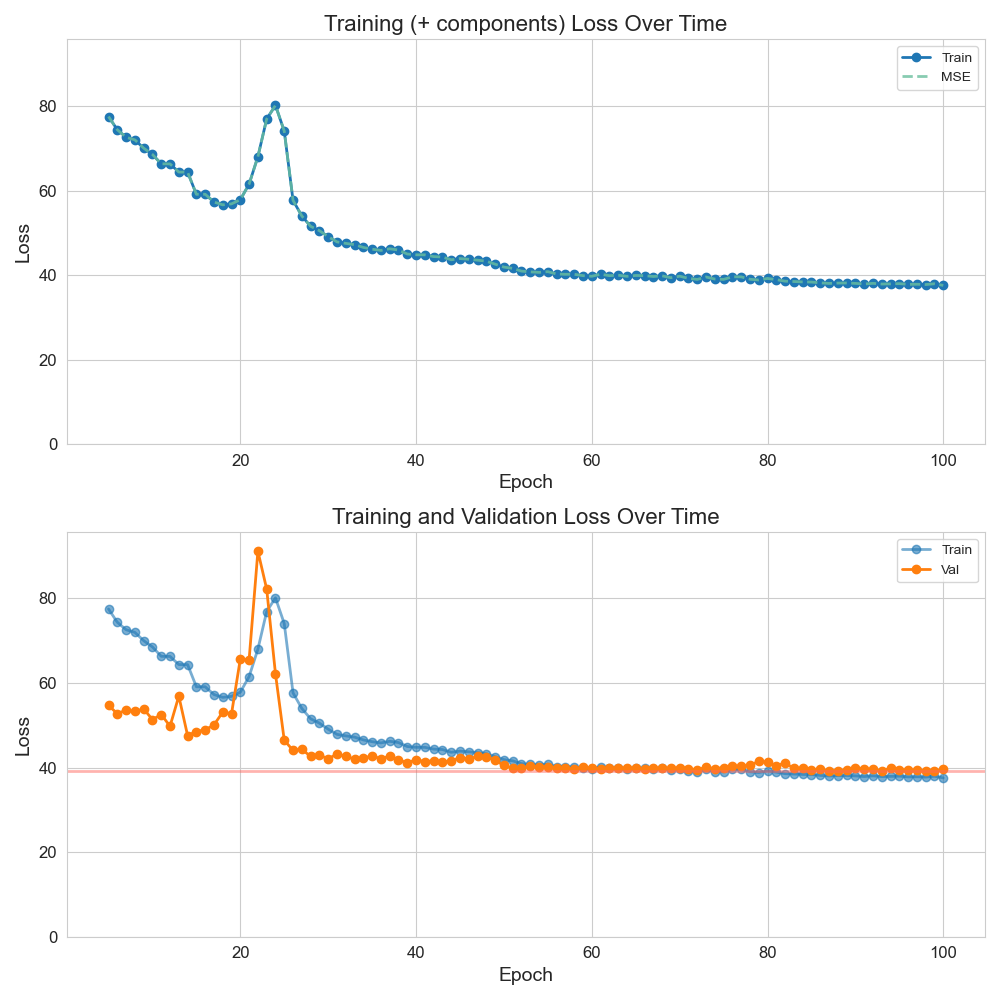 Training (+ components) Loss Over Time
Train
MSE
Loss
80
60
40
20
0
20 40 60 80 100
Epoch
Training and Validation Loss Over Time
Train
Val
Loss
80
60
40
20
0
20 40 60 80 100
Epoch